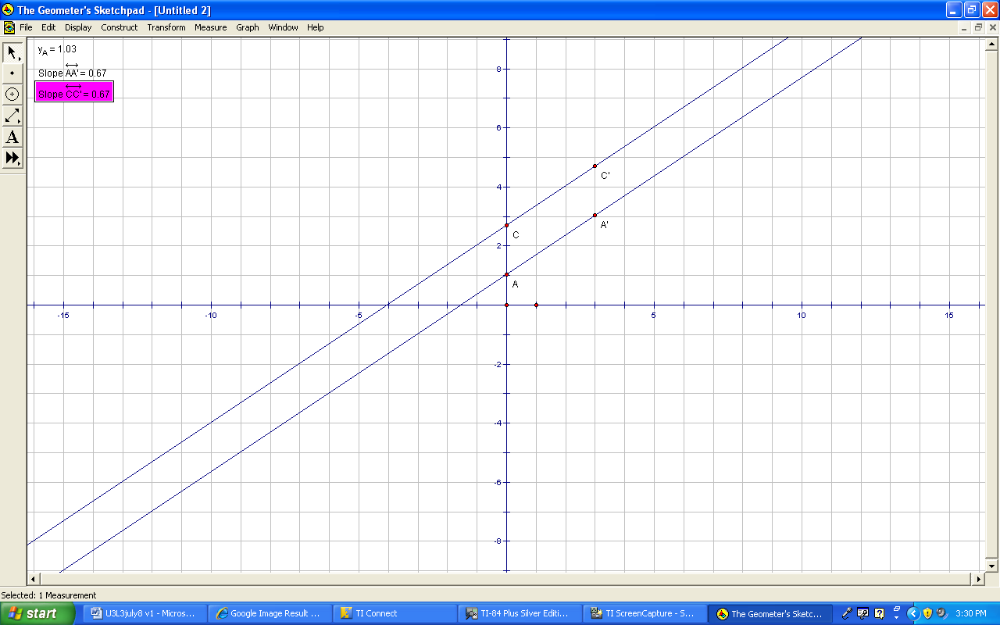 The Geometer's Sketchpad - [Untitled 2]
File Edit Display Construct Transform Measure Graph Window Help
yA = 1.03
Slope AA' = 0.67
Slope CC' = 0.67
A
8
6
C'
4
A'
C
2
A
-15 -10 -5 5 10 15
-2
-4
-6
-8
Selected: 1 Measurement
start U3L3july8 v1 - Micros... Google Image Result ... TI Connect TI-84 Plus Silver Editi... TI ScreenCapture - S... The Geometer's Sketc... 3:30 PM